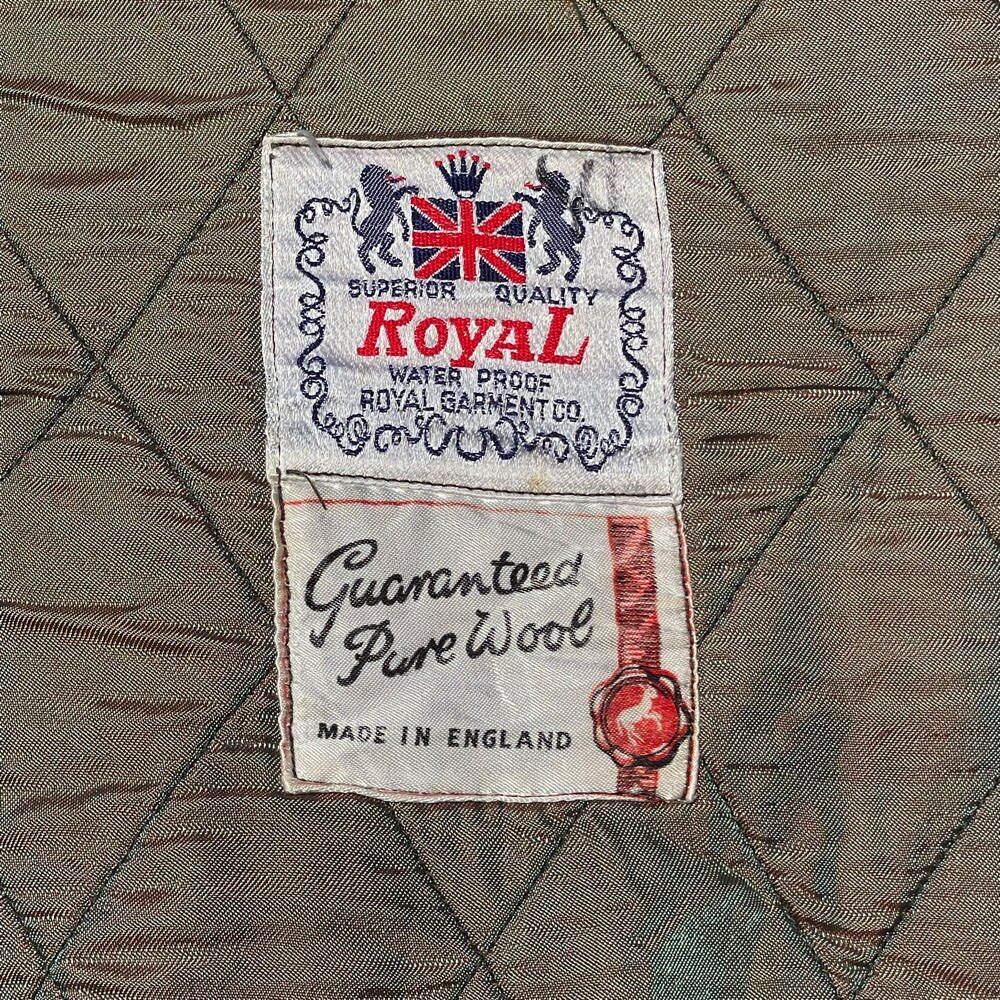 SUPERIOR QUALITY
ROYAL
WATER PROOF
ROYAL GARMENT CO.
Guaranteed
Pure Wool
MADE IN ENGLAND